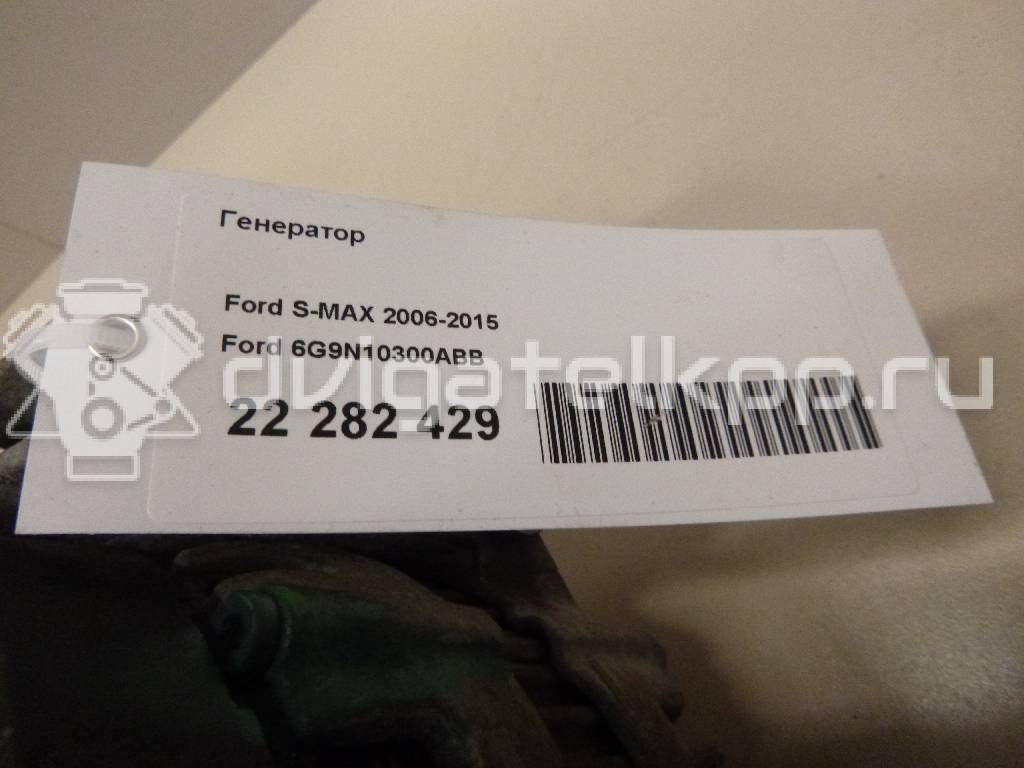 Генератор
Ford S-MAX 2006-2015
Ford 6G9N10300ABB
dvigatelkop.ru
22 282 429